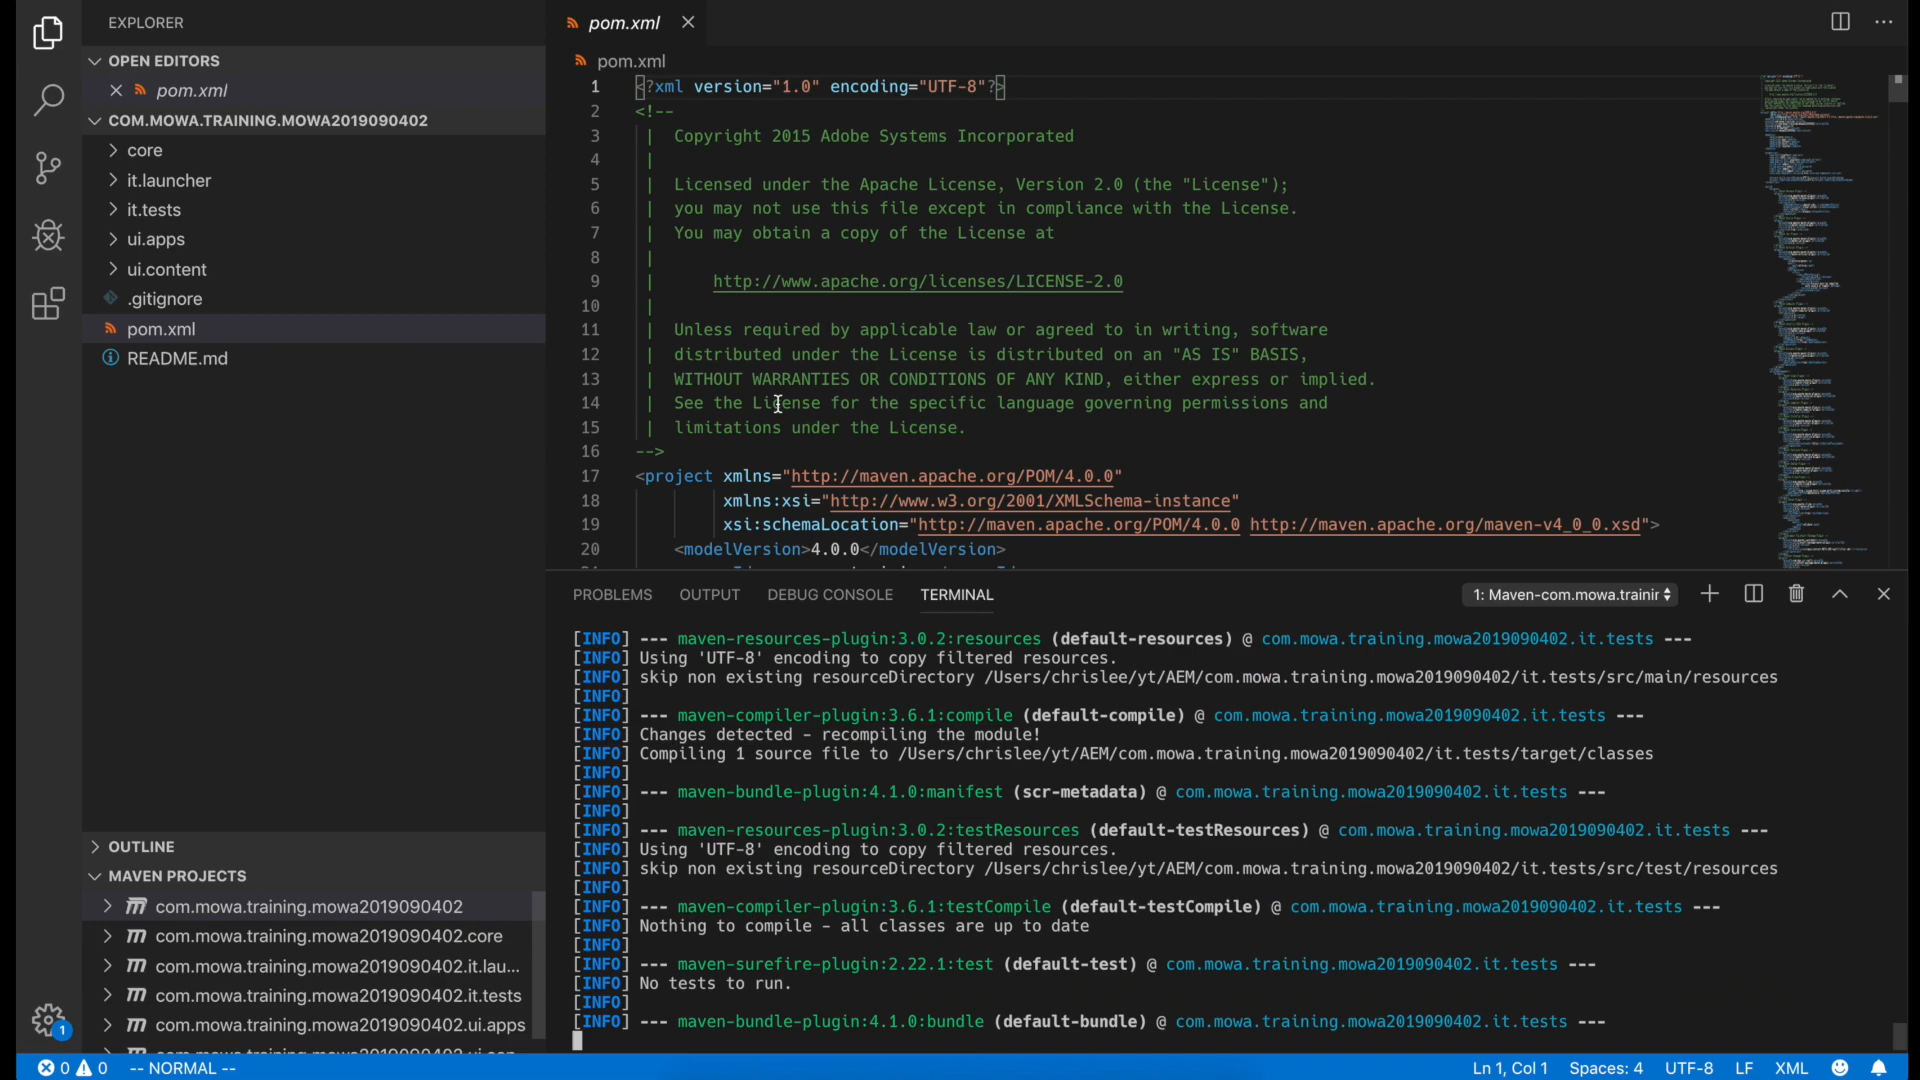 EXPLORER
OPEN EDITORS
pom.xml
COM.MOWA.TRAINING.MOWA2019090402
core
it.launcher
it.tests
ui.apps
ui.content
.gitignore
pom.xml
README.md
OUTLINE
MAVEN PROJECTS
com.mowa.training.mowa2019090402
com.mowa.training.mowa2019090402.core
com.mowa.training.mowa2019090402.it.lau...
com.mowa.training.mowa2019090402.it.tests
com.mowa.training.mowa2019090402.ui.apps
1
pom.xml
pom.xml
1 <?xml version="1.0" encoding="UTF-8"?>
2 <!--
3 | Copyright 2015 Adobe Systems Incorporated
4 |
5 | Licensed under the Apache License, Version 2.0 (the "License");
6 | you may not use this file except in compliance with the License.
7 | You may obtain a copy of the License at
8 |
9 | http://www.apache.org/licenses/LICENSE-2.0
10 |
11 | Unless required by applicable law or agreed to in writing, software
12 | distributed under the License is distributed on an "AS IS" BASIS,
13 | WITHOUT WARRANTIES OR CONDITIONS OF ANY KIND, either express or implied.
14 | See the License for the specific language governing permissions and
15 | limitations under the License.
16 -->
17 <project xmlns="http://maven.apache.org/POM/4.0.0"
18 xmlns:xsi="http://www.w3.org/2001/XMLSchema-instance"
19 xsi:schemaLocation="http://maven.apache.org/POM/4.0.0 http://maven.apache.org/maven-v4_0_0.xsd">
20 <modelVersion>4.0.0</modelVersion>
PROBLEMS OUTPUT DEBUG CONSOLE TERMINAL 1: Maven-com.mowa.trainir
[INFO] --- maven-resources-plugin:3.0.2:resources (default-resources) @ com.mowa.training.mowa2019090402.it.tests ---
[INFO] Using 'UTF-8' encoding to copy filtered resources.
[INFO] skip non existing resourceDirectory /Users/chrislee/yt/AEM/com.mowa.training.mowa2019090402/it.tests/src/main/resources
[INFO]
[INFO] --- maven-compiler-plugin:3.6.1:compile (default-compile) @ com.mowa.training.mowa2019090402.it.tests ---
[INFO] Changes detected - recompiling the module!
[INFO] Compiling 1 source file to /Users/chrislee/yt/AEM/com.mowa.training.mowa2019090402/it.tests/target/classes
[INFO]
[INFO] --- maven-bundle-plugin:4.1.0:manifest (scr-metadata) @ com.mowa.training.mowa2019090402.it.tests ---
[INFO]
[INFO] --- maven-resources-plugin:3.0.2:testResources (default-testResources) @ com.mowa.training.mowa2019090402.it.tests ---
[INFO] Using 'UTF-8' encoding to copy filtered resources.
[INFO] skip non existing resourceDirectory /Users/chrislee/yt/AEM/com.mowa.training.mowa2019090402/it.tests/src/test/resources
[INFO]
[INFO] --- maven-compiler-plugin:3.6.1:testCompile (default-testCompile) @ com.mowa.training.mowa2019090402.it.tests ---
[INFO] Nothing to compile - all classes are up to date
[INFO]
[INFO] --- maven-surefire-plugin:2.22.1:test (default-test) @ com.mowa.training.mowa2019090402.it.tests ---
[INFO] No tests to run.
[INFO]
[INFO] --- maven-bundle-plugin:4.1.0:bundle (default-bundle) @ com.mowa.training.mowa2019090402.it.tests ---
0 0 -- NORMAL -- Ln 1, Col 1 Spaces: 4 UTF-8 LF XML